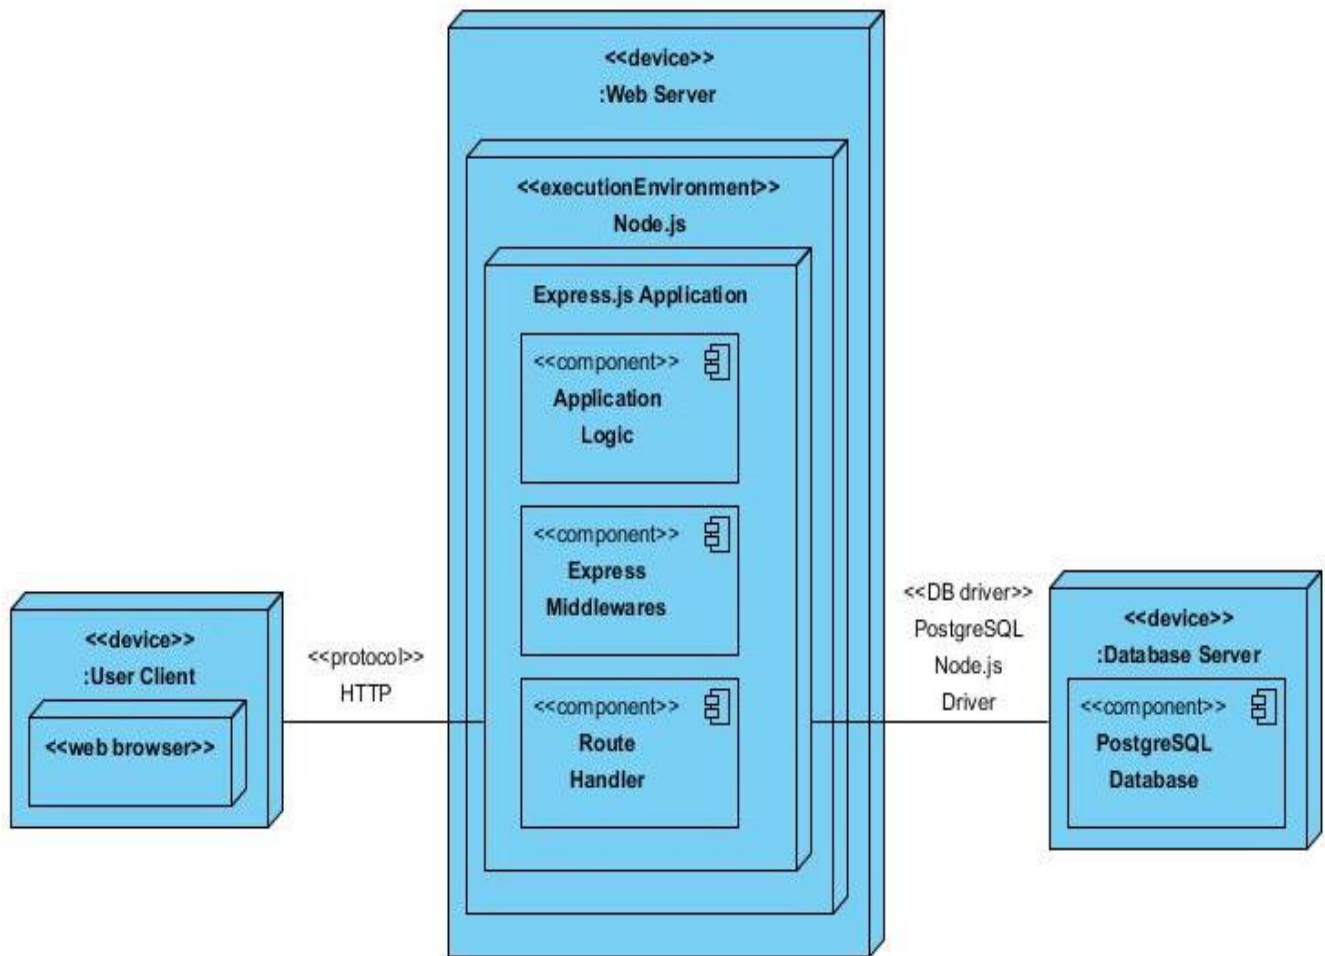 <<device>>
:Web Server
<<executionEnvironment>>
Node.js
Express.js Application
<<component>>
Application
Logic
<<component>>
Express
Middlewares
<<component>>
Route
Handler
<<device>>
:User Client
<<web browser>>
<<protocol>>
HTTP
<<DB driver>>
PostgreSQL
Node.js
Driver
<<device>>
:Database Server
<<component>>
PostgreSQL
Database